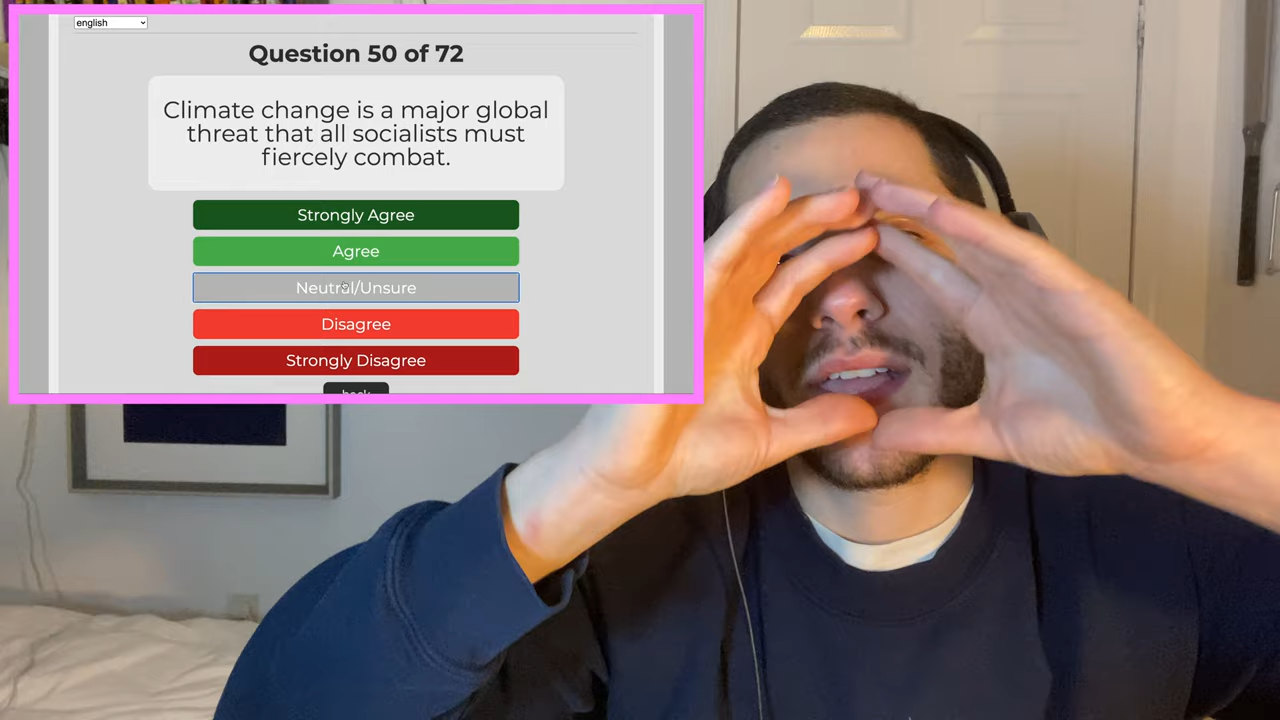 english
Question 50 of 72
Climate change is a major global
threat that all socialists must
fiercely combat.
Strongly Agree
Agree
Neutral/Unsure
Disagree
Strongly Disagree
back